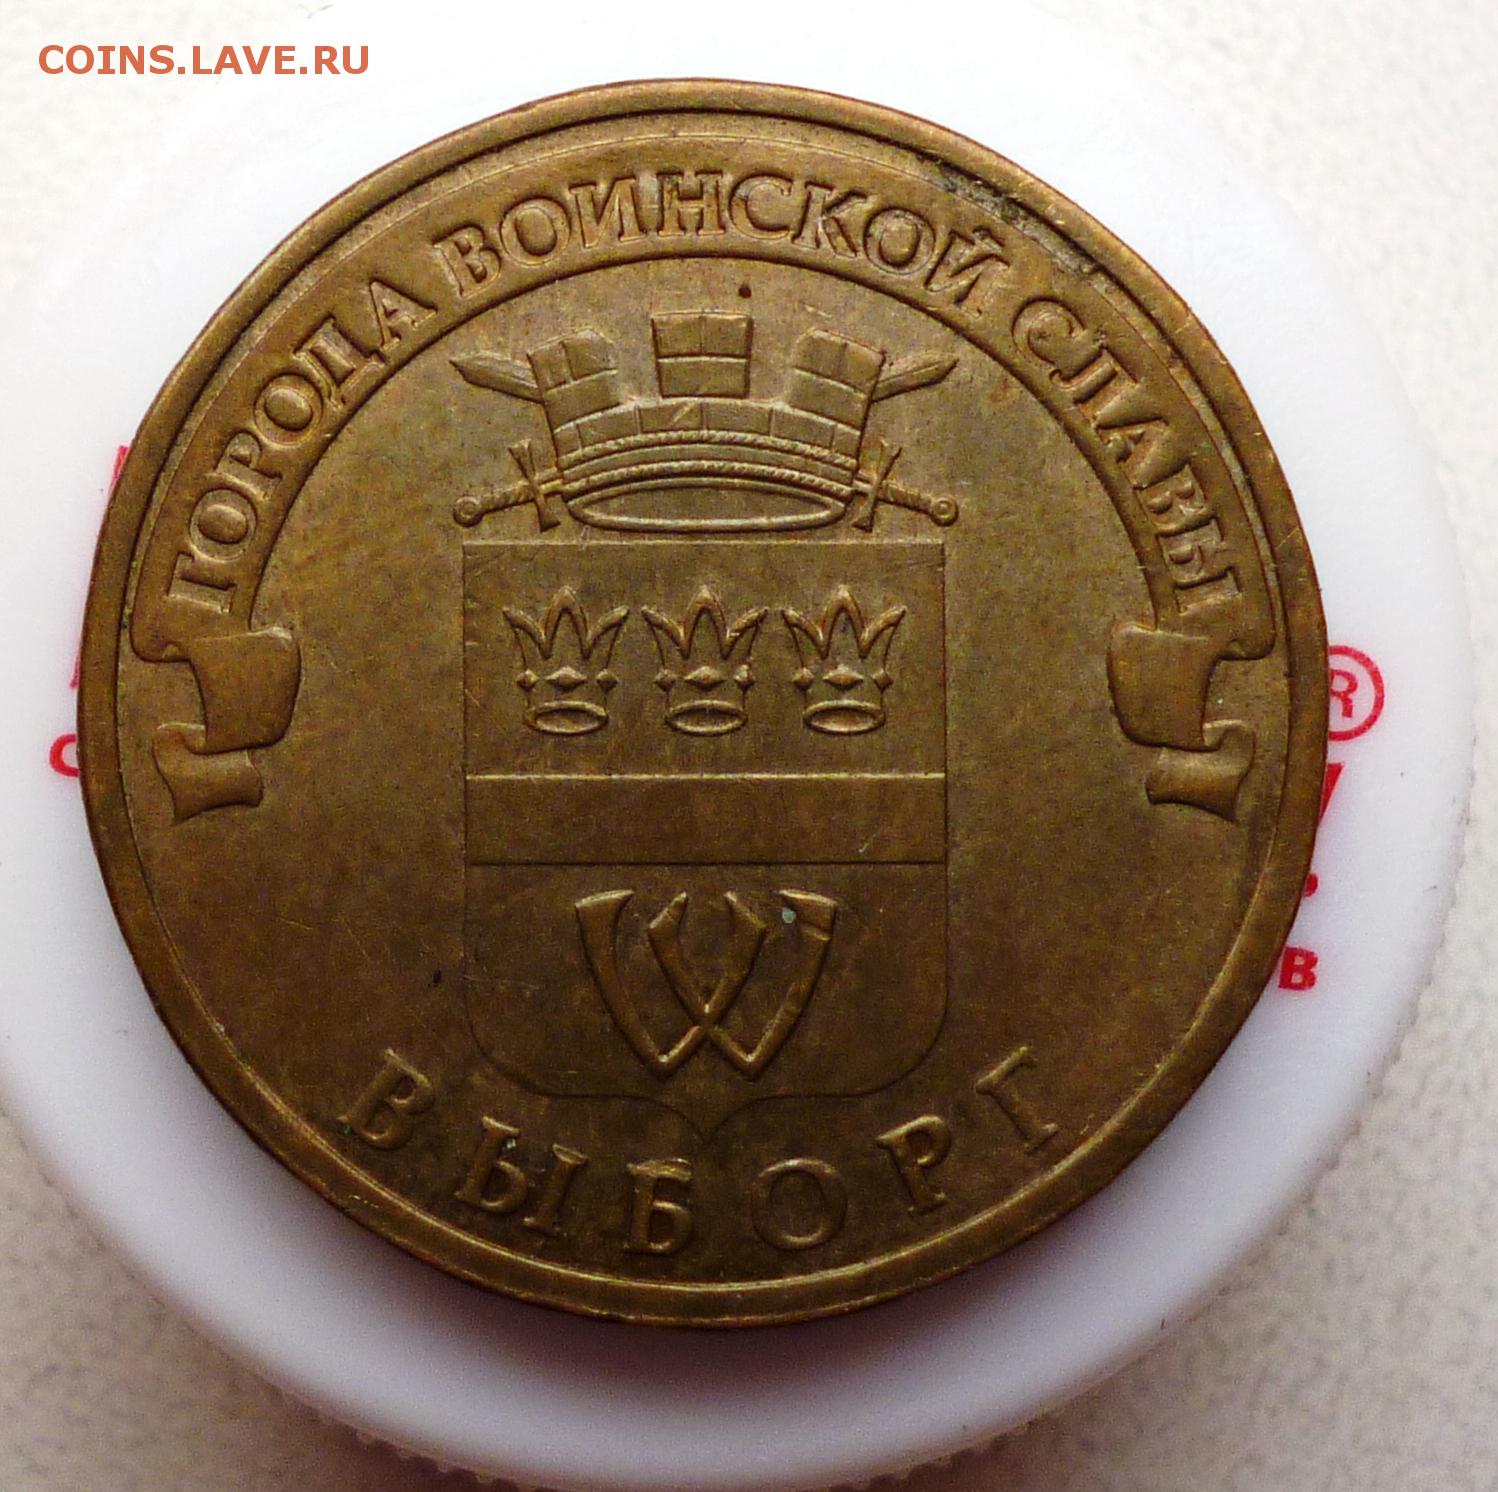 COINS.LAVE.RU
ГОРОДА ВОИНСКОЙ СЛАВЫ
W
ВЫБОРГ
®
В